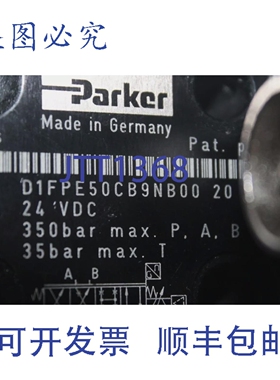 图必究
Parker
Made in Germany
Pat. p
JTT1368
D1FPE50CB9NB00 20
24 VDC
350bar max. P, A, B
35bar max. T
A B
可开发票 顺丰包邮